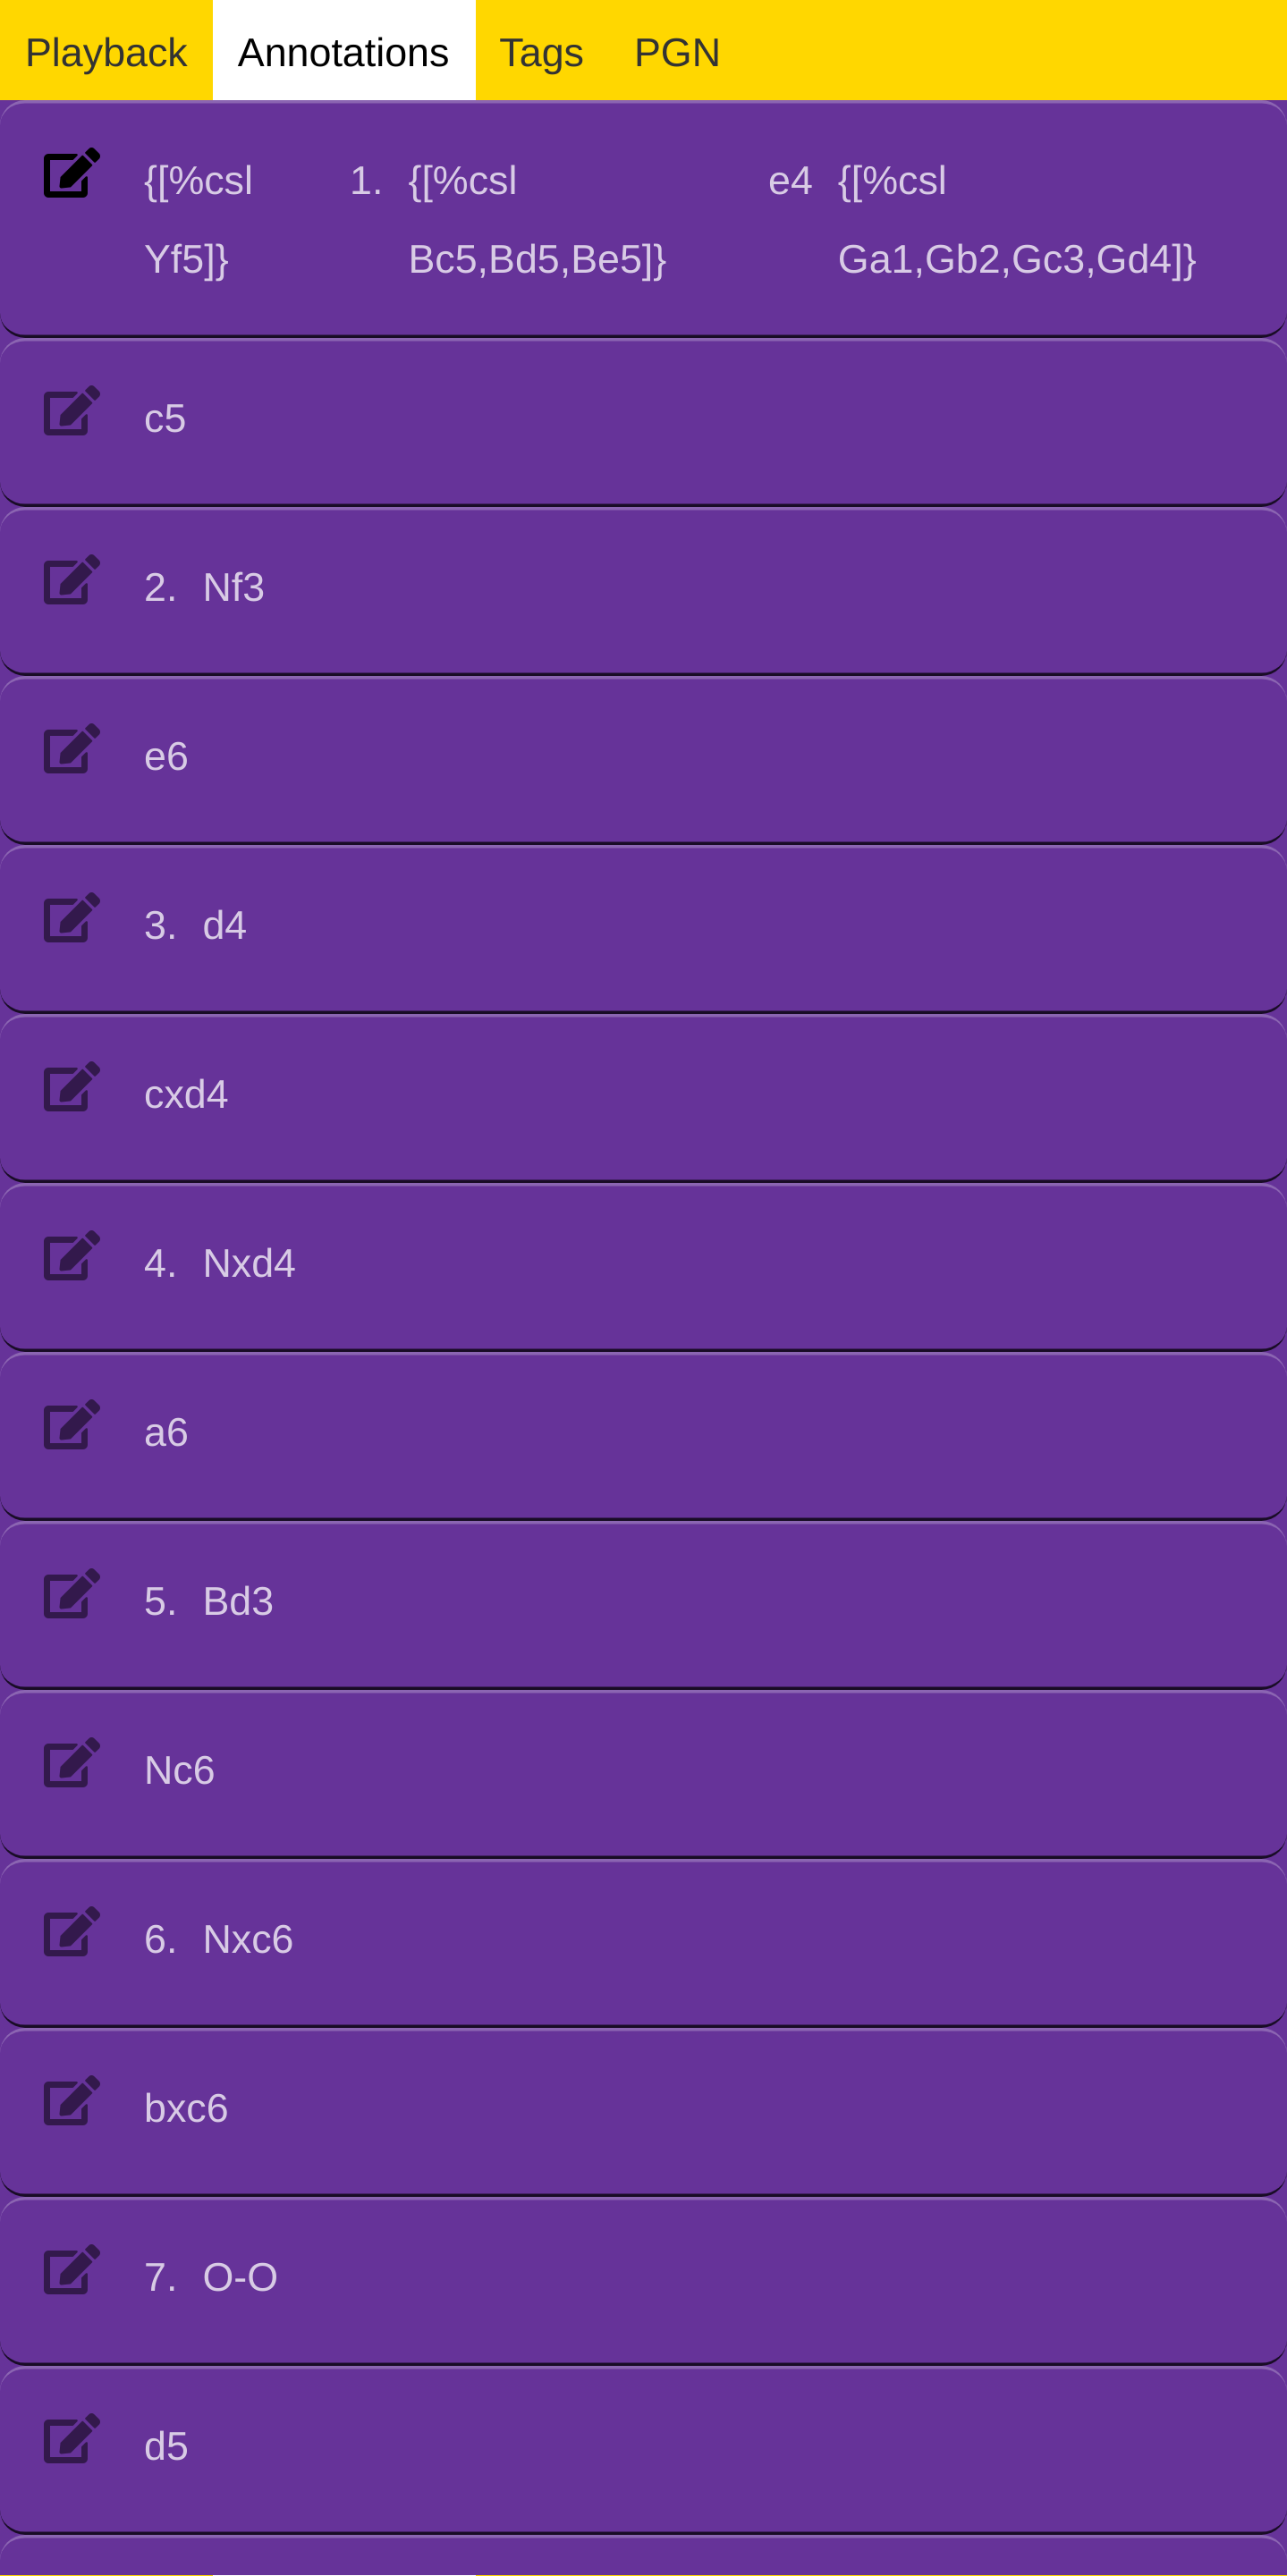 Playback Annotations Tags PGN
{[%csl 1. {[%csl e4 {[%csl
Yf5]} Bc5,Bd5,Be5]} Ga1,Gb2,Gc3,Gd4]}
c5
2. Nf3
e6
3. d4
cxd4
4. Nxd4
a6
5. Bd3
Nc6
6. Nxc6
bxc6
7. O-O
d5